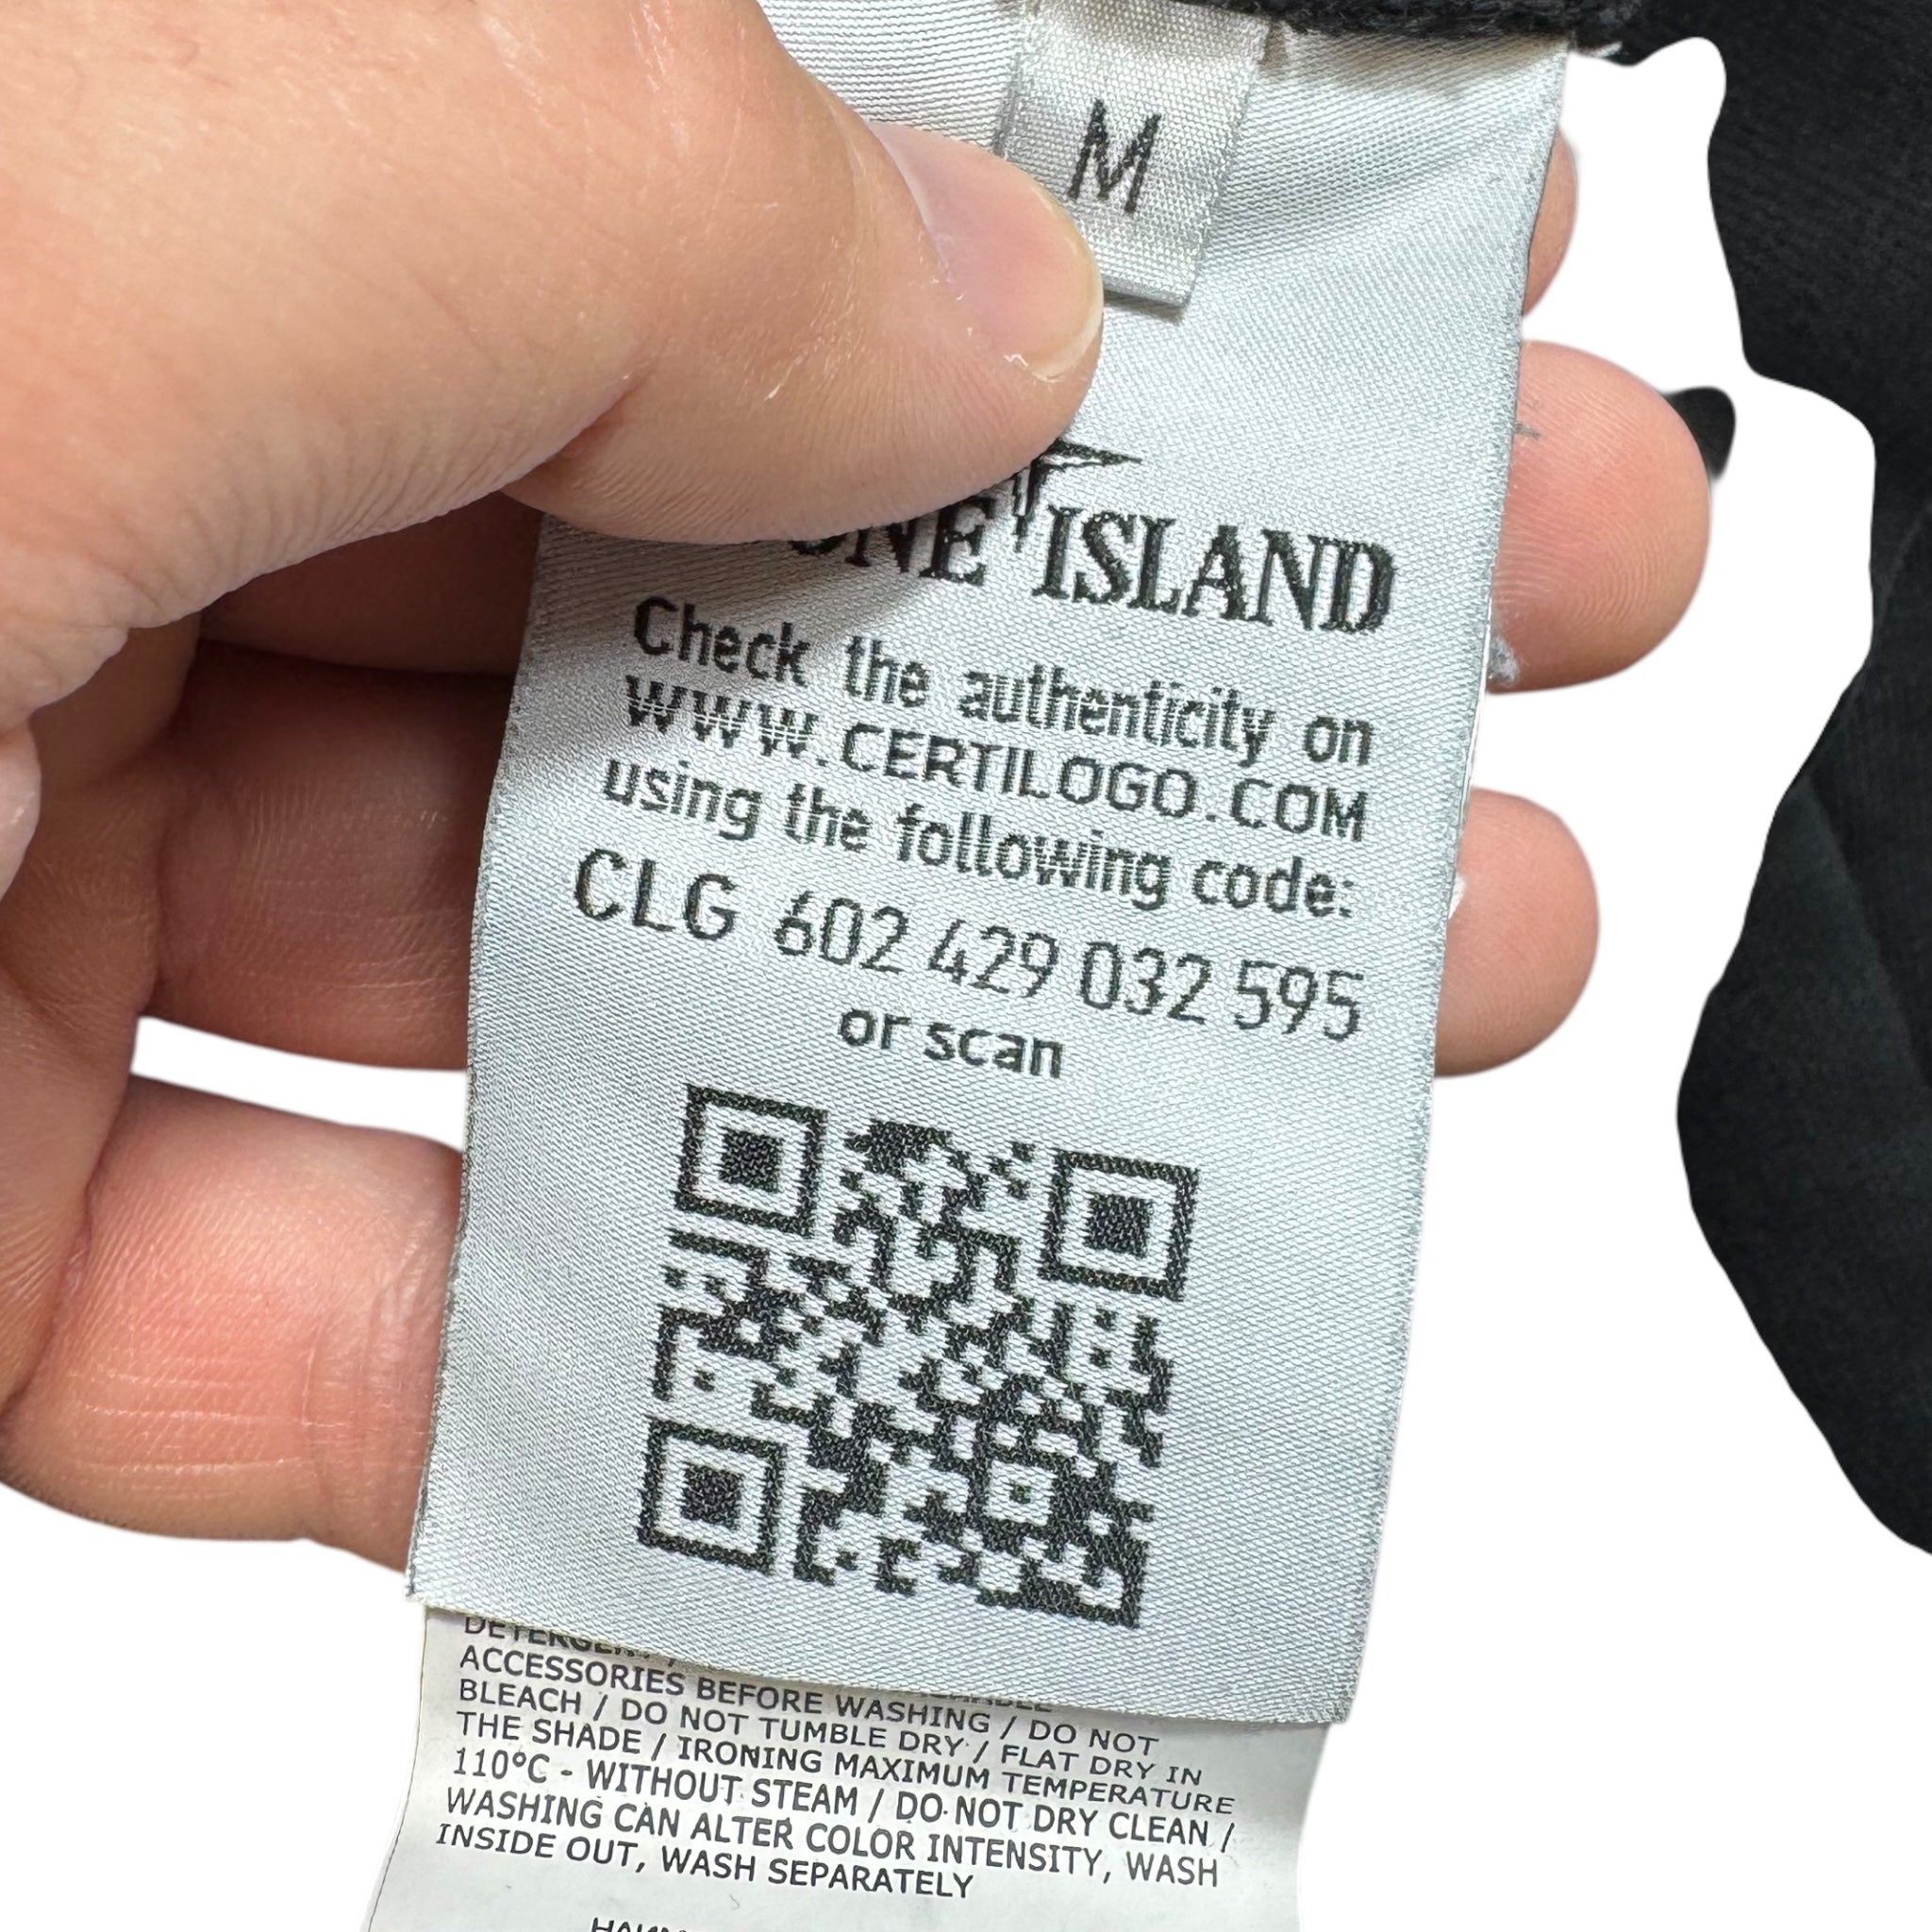 M
ISLAND
Check the authenticity on
WWW.CERTILOGO.COM
using the following code:
CLG 602 429 032 595
or scan
ACCESSORIES BEFORE WASHING / DO NOT
BLEACH / DO NOT TUMBLE DRY / FLAT DRY IN
THE SHADE / IRONING MAXIMUM TEMPERATURE
110°C - WITHOUT STEAM / DO NOT DRY CLEAN /
WASHING CAN ALTER COLOR INTENSITY, WASH
INSIDE OUT, WASH SEPARATELY